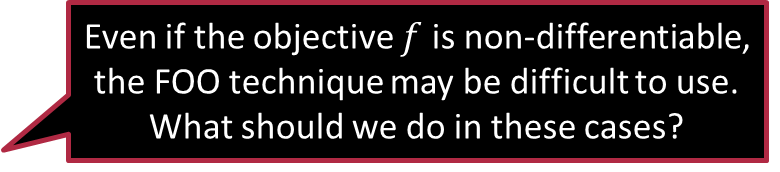 Even if the objective f is non-differentiable,
the FOO technique may be difficult to use.
What should we do in these cases?